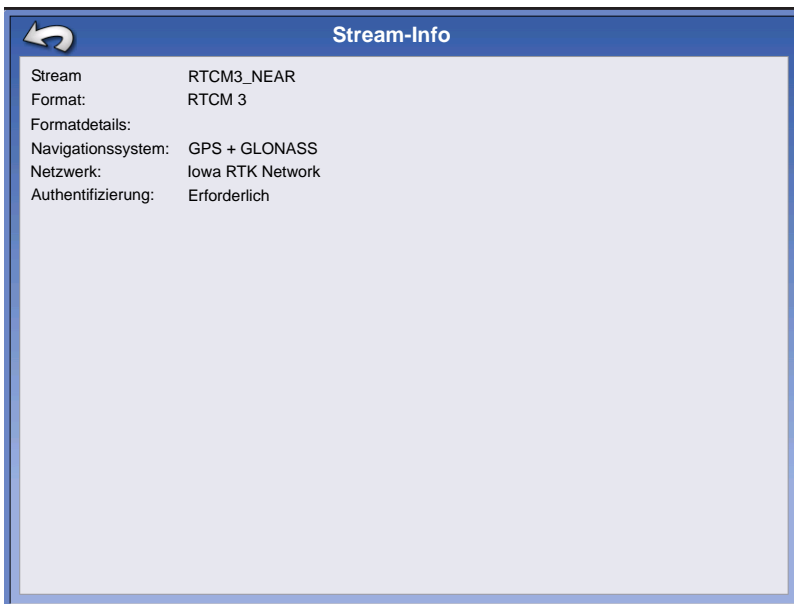 Stream-Info
Stream RTCM3_NEAR
Format: RTCM 3
Formatdetails:
Navigationssystem: GPS + GLONASS
Netzwerk: Iowa RTK Network
Authentifizierung: Erforderlich